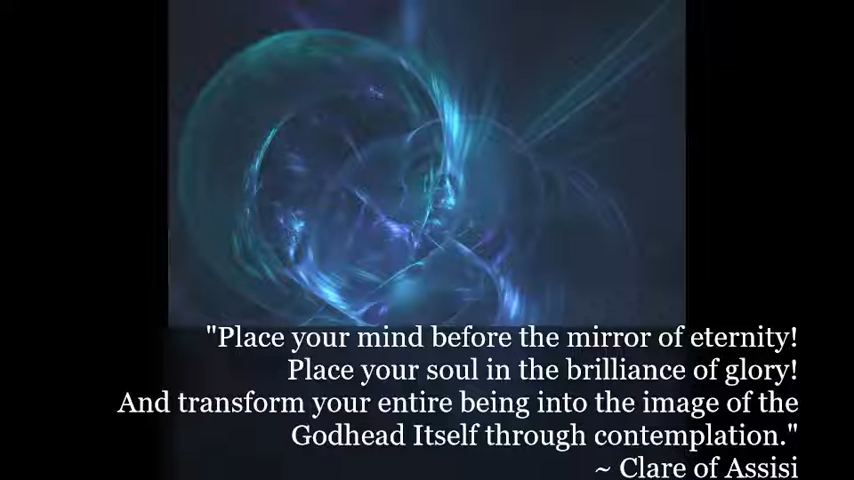 "Place your mind before the mirror of eternity!
Place your soul in the brilliance of glory!
And transform your entire being into the image of the
Godhead Itself through contemplation."
~ Clare of Assisi